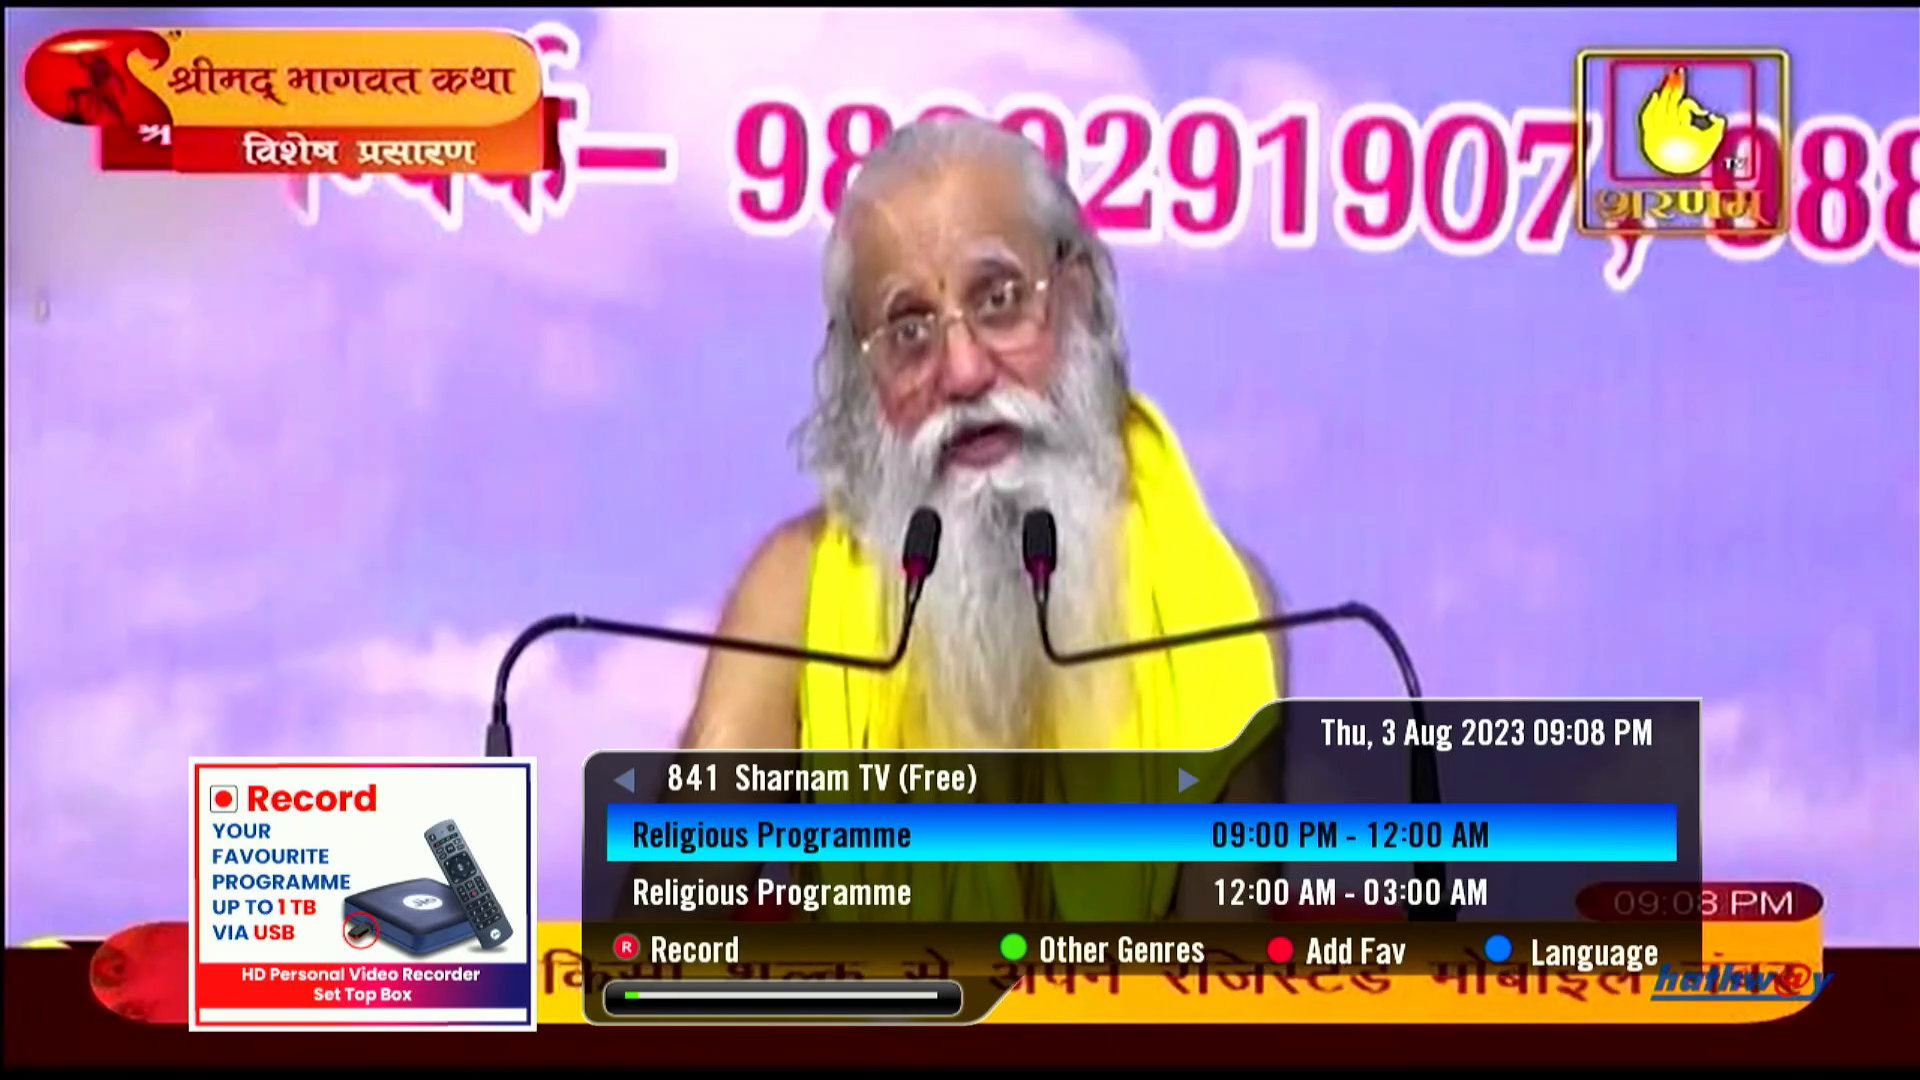 श्रीमद् भागवत कथा
विशेष प्रसारण
291907,
शरणम्
TV
Thu, 3 Aug 2023 09:08 PM
841 Sharnam TV (Free)
Religious Programme 09:00 PM - 12:00 AM
Religious Programme 12:00 AM - 03:00 AM
R Record Other Genres Add Fav Language
Record
YOUR
FAVOURITE
PROGRAMME
UP TO 1 TB
VIA USB
Jio
HD Personal Video Recorder
Set Top Box
09:08 PM
किसी शुल्क से अपने रजिस्टर्ड मोबाइल
hathw@y